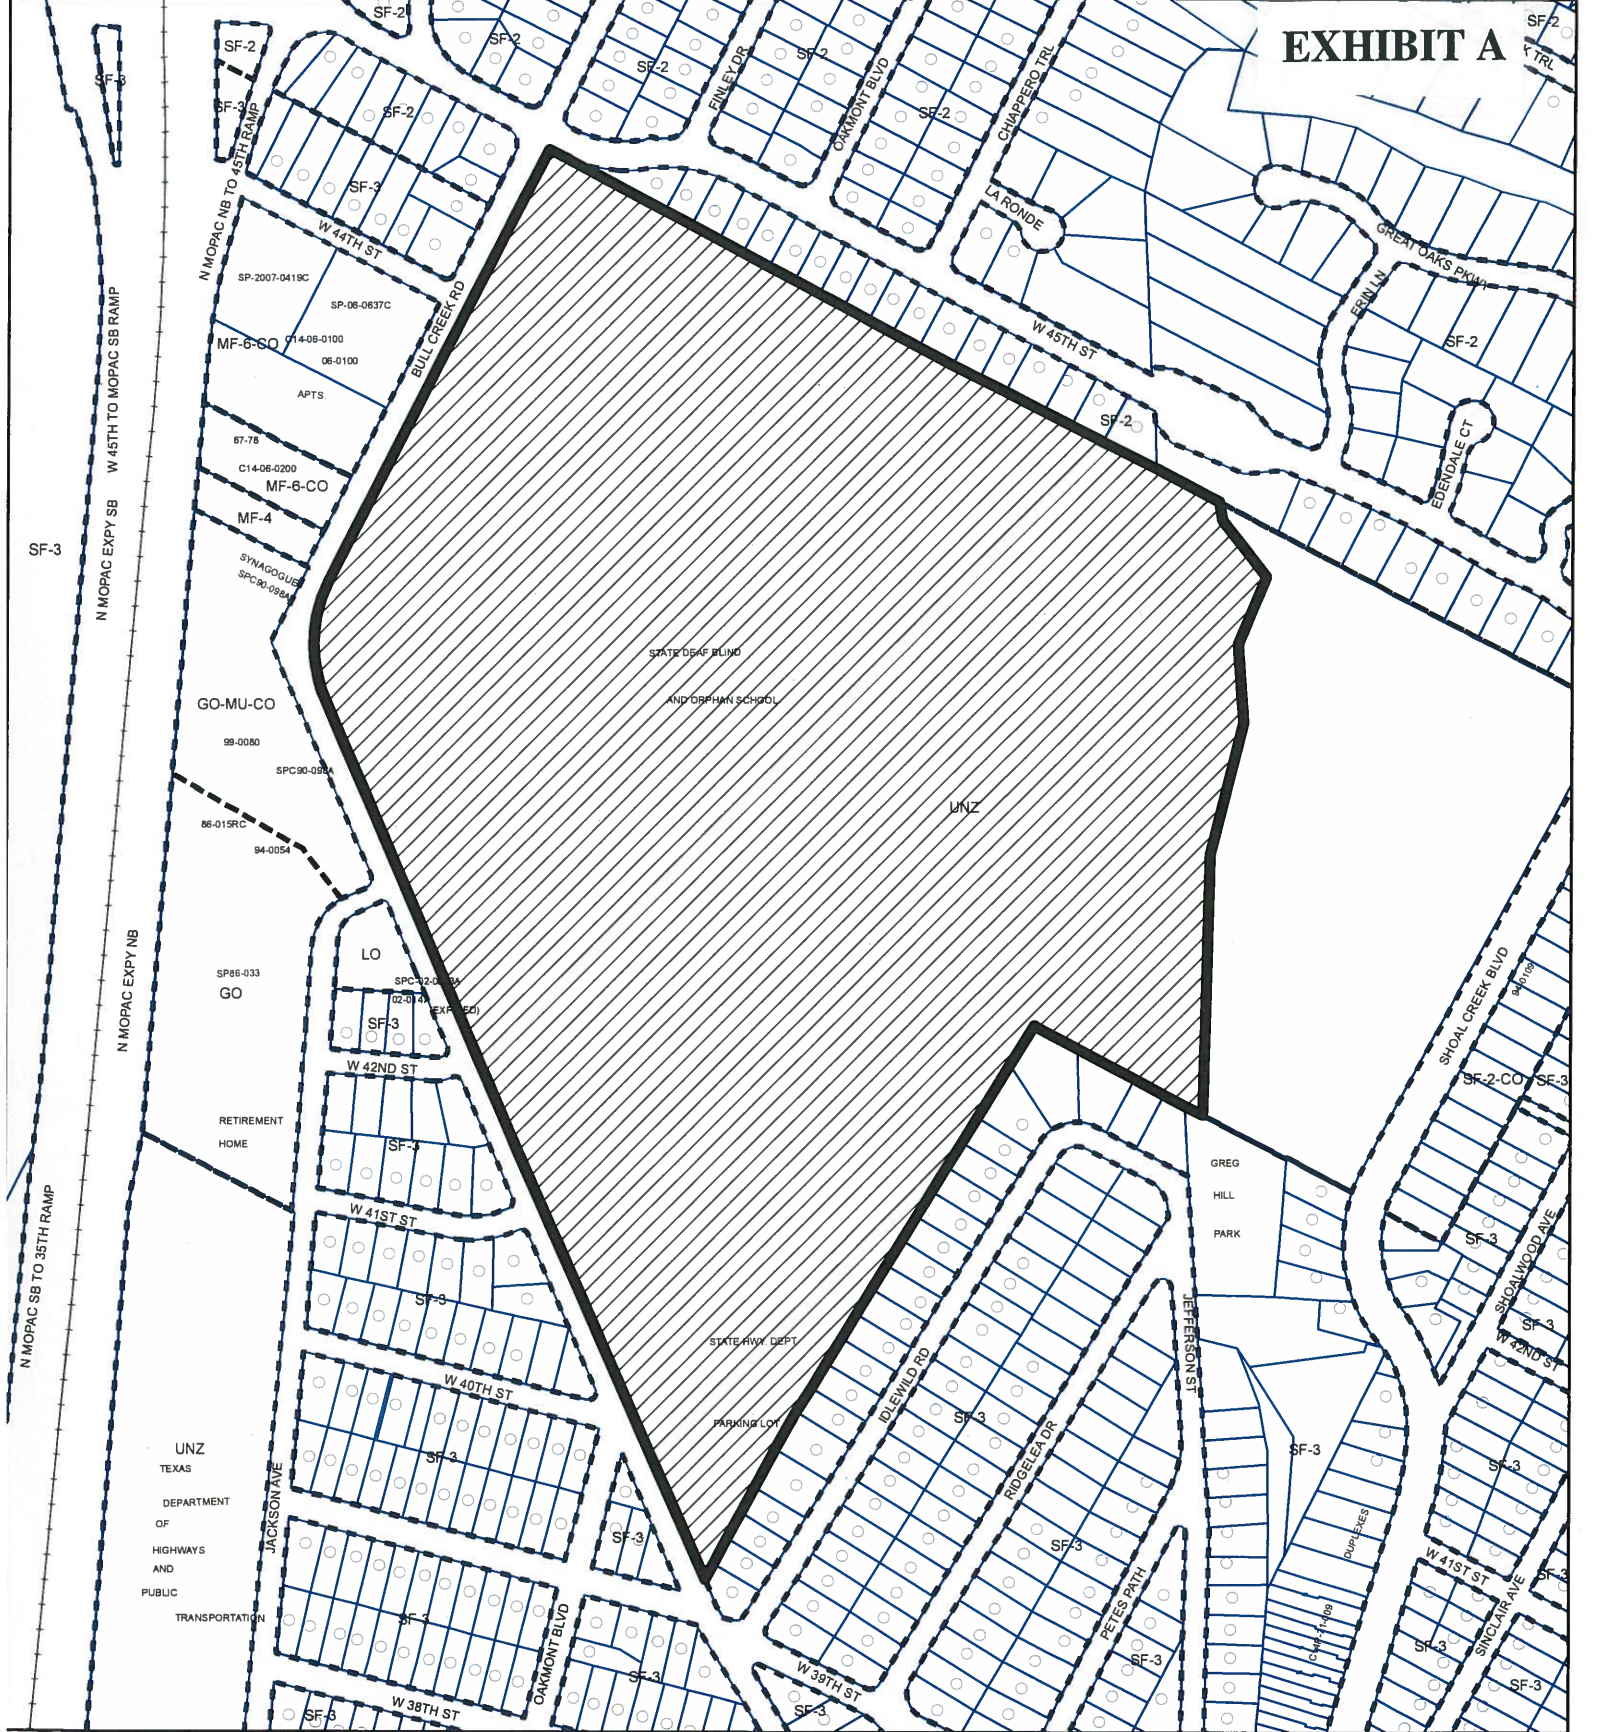 EXHIBIT A
SF-2
SF-2
SF-2
SF-2
SF-2
SF-2
SF-2
SF-3
SF-3
SF-2
SF-3
FINLEY DR
OAKMONT BLVD
CHIAPPERO TRL
TRL
N MOPAC NB TO 45TH RAMP
W 44TH ST
BULL CREEK RD
LA RONDE
GREAT OAKS PKWY
ERIN LN
SF-2
W 45TH ST
SF-2
EDENDALE CT
SP-2007-0419C
SP-06-0637C
MF-6-CO
C14-06-0100
06-0100
APTS.
67-78
C14-06-0200
MF-6-CO
MF-4
SYNAGOGUE
SPC90-098A
W 45TH TO MOPAC SB RAMP
N MOPAC EXPY SB
SF-3
GO-MU-CO
99-0080
SPC90-098A
86-015RC
94-0054
STATE DEAF BLIND
AND ORPHAN SCHOOL
UNZ
N MOPAC EXPY NB
LO
SP86-033
GO
SF-3
W 42ND ST
RETIREMENT
HOME
SF-3
W 41ST ST
SF-3
W 40TH ST
SF-3
SF-3
N MOPAC SB TO 35TH RAMP
STATE HWY. DEPT.
PARKING LOT
IDLEWILD RD
SF-3
RIDGELEA DR
SF-3
JEFFERSON ST
GREG
HILL
PARK
SHOAL CREEK BLVD
94-0109
SF-2-CO
SF-3
SF-3
SHOALWOOD AVE
SF-3
W 42ND ST
SF-3
SF-3
DUPLEXES
W 41ST ST
SF-3
SINCLAIR AVE
SF-3
SF-3
PETES PATH
SF-3
W 39TH ST
SF-3
UNZ
TEXAS
DEPARTMENT
OF
HIGHWAYS
AND
PUBLIC
TRANSPORTATION
JACKSON AVE
SF-3
OAKMONT BLVD
SF-3
W 38TH ST
SF-3